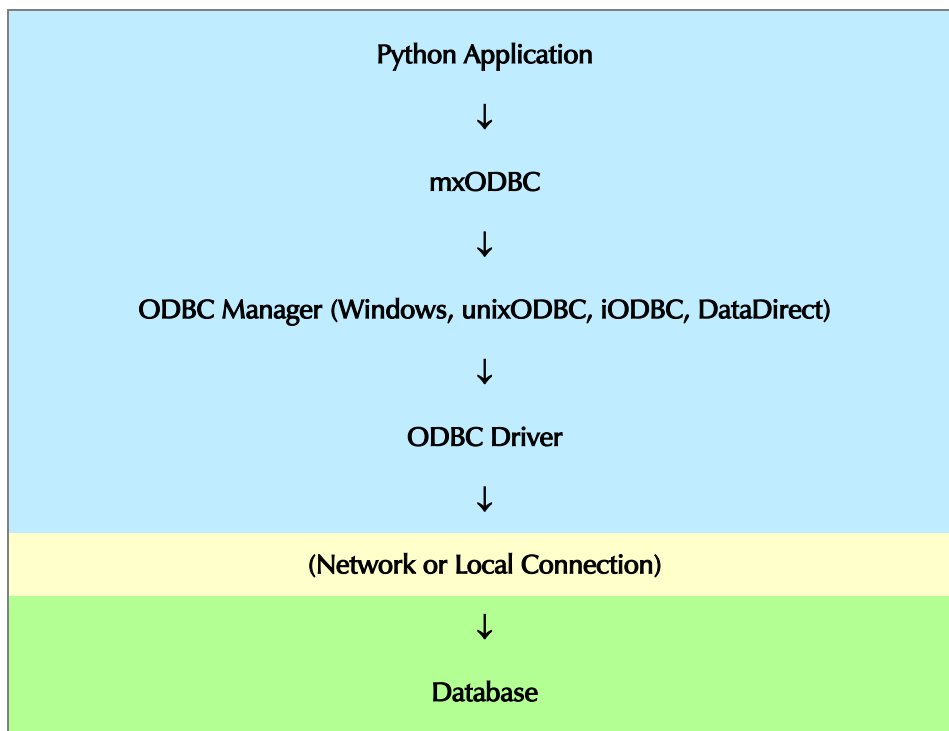 Python Application
↓
mxODBC
↓
ODBC Manager (Windows, unixODBC, iODBC, DataDirect)
↓
ODBC Driver
↓
(Network or Local Connection)
↓
Database